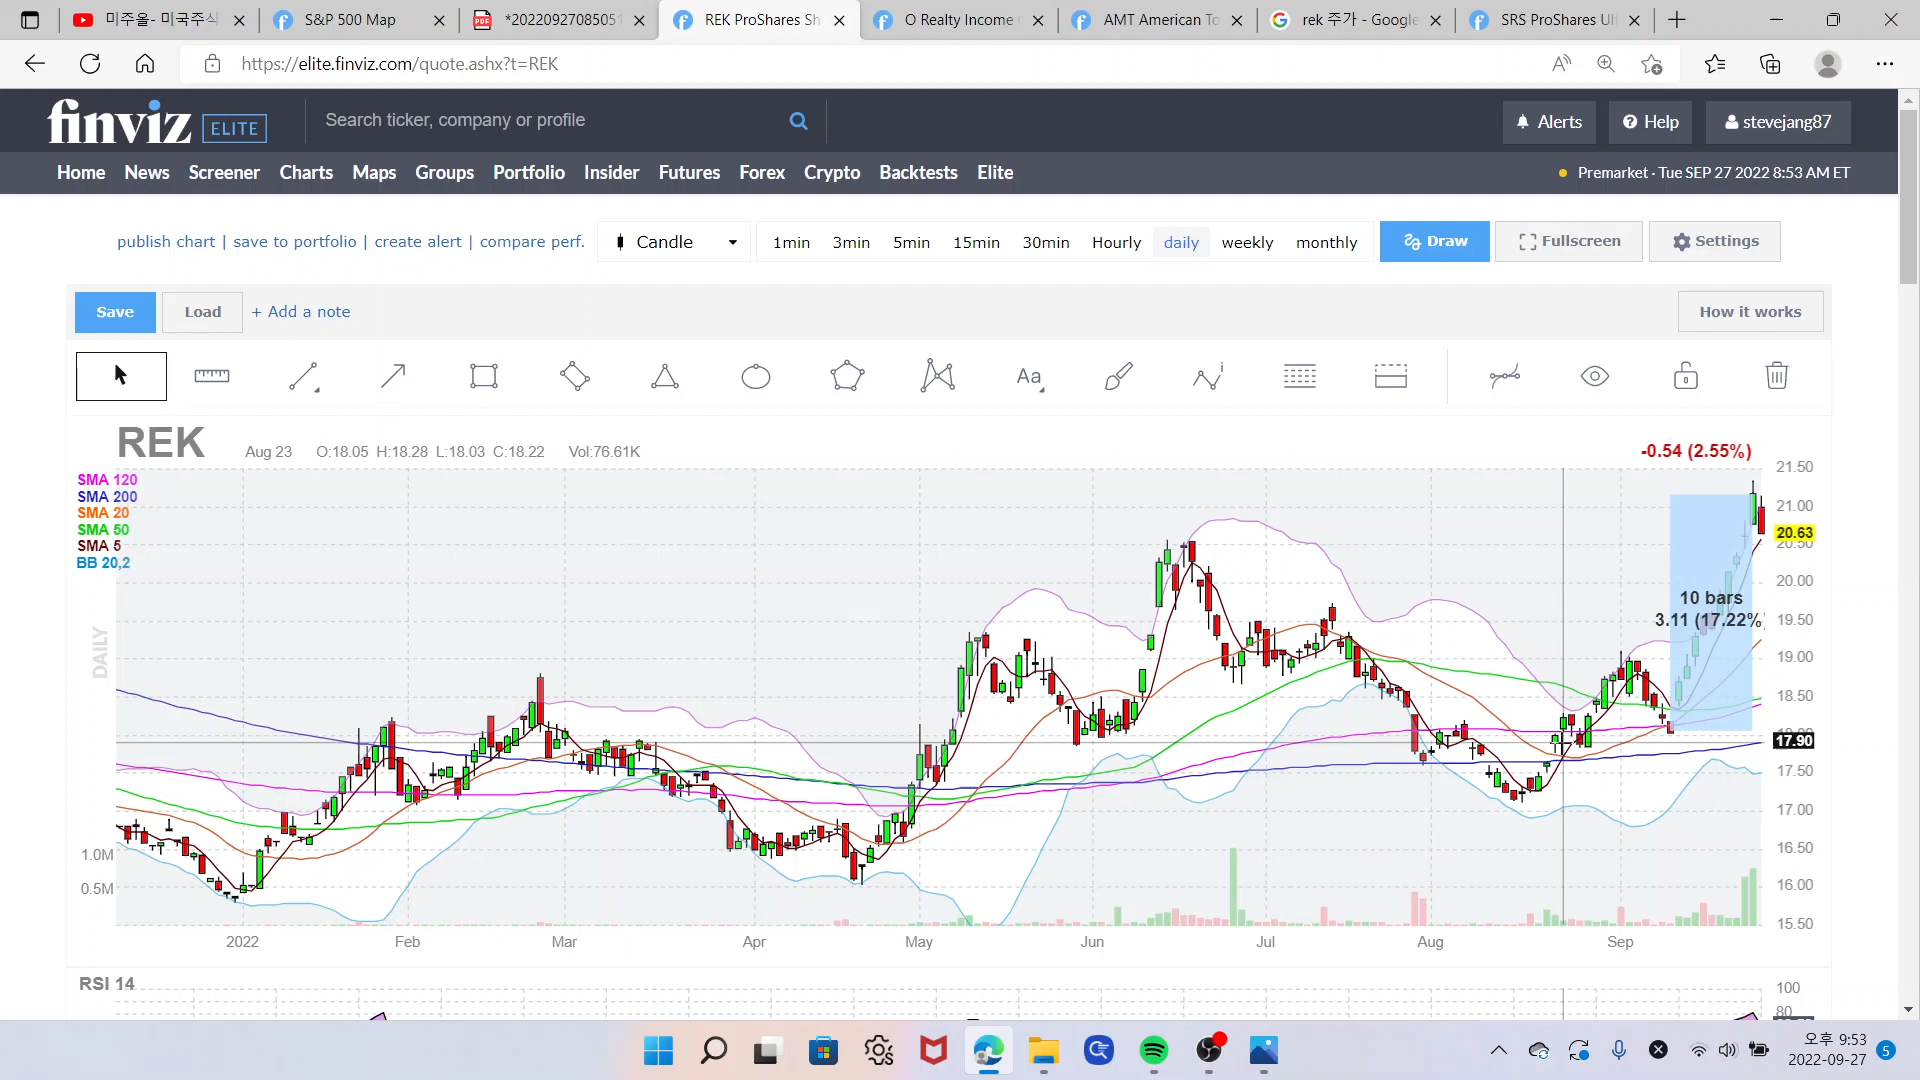 미주올- 미국주식
S&P 500 Map
*20220927085051
REK ProShares Sh
O Realty Income
AMT American To
rek 주가 - Google
SRS ProShares Ul
https://elite.finviz.com/quote.ashx?t=REK
finviz ELITE
Search ticker, company or profile
Alerts
Help
stevejang87
Home News Screener Charts Maps Groups Portfolio Insider Futures Forex Crypto Backtests Elite
Premarket · Tue SEP 27 2022 8:53 AM ET
publish chart | save to portfolio | create alert | compare perf.
Candle
1min 3min 5min 15min 30min Hourly daily weekly monthly
Draw
Fullscreen
Settings
Save
Load
+ Add a note
How it works
Aa
REK
Aug 23 O:18.05 H:18.28 L:18.03 C:18.22 Vol:76.61K
-0.54 (2.55%)
SMA 120
SMA 200
SMA 20
SMA 50
SMA 5
BB 20,2
DAILY
10 bars
3.11 (17.22%
21.50
21.00
20.63
20.50
20.00
19.50
19.00
18.50
17.90
17.50
17.00
16.50
16.00
15.50
1.0M
0.5M
2022 Feb Mar Apr May Jun Jul Aug Sep
RSI 14
100
80
오후 9:53
2022-09-27
5